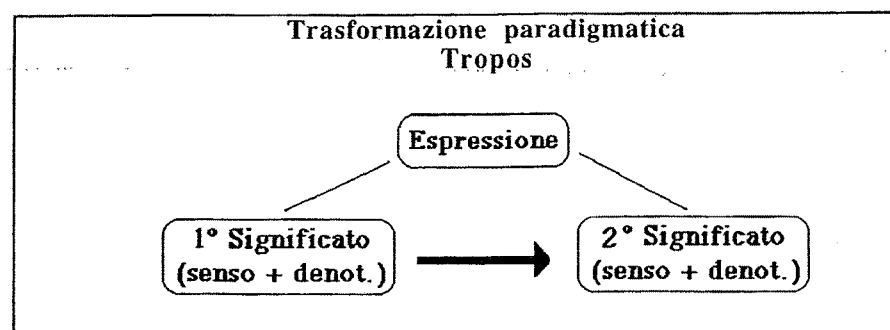 Trasformazione paradigmatica
Tropos
Espressione
1° Significato
(senso + denot.)
2° Significato
(senso + denot.)